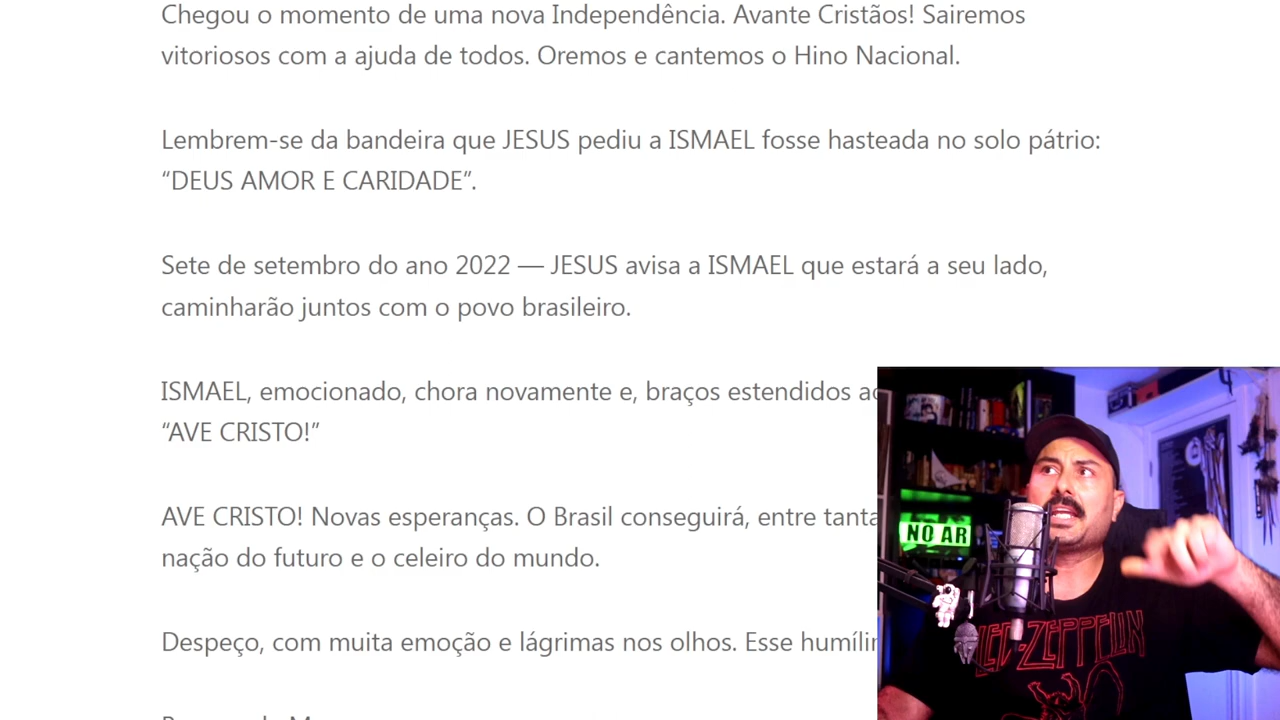 Chegou o momento de uma nova Independência. Avante Cristãos! Sairemos
vitoriosos com a ajuda de todos. Oremos e cantemos o Hino Nacional.
Lembrem-se da bandeira que JESUS pediu a ISMAEL fosse hasteada no solo pátrio:
“DEUS AMOR E CARIDADE”.
Sete de setembro do ano 2022 — JESUS avisa a ISMAEL que estará a seu lado,
caminharão juntos com o povo brasileiro.
ISMAEL, emocionado, chora novamente e, braços estendidos
“AVE CRISTO!”
AVE CRISTO! Novas esperanças. O Brasil conseguirá, entre
nação do futuro e o celeiro do mundo.
Despeço, com muita emoção e lágrimas nos olhos. Esse
NO AR
LED-ZEPPELIN